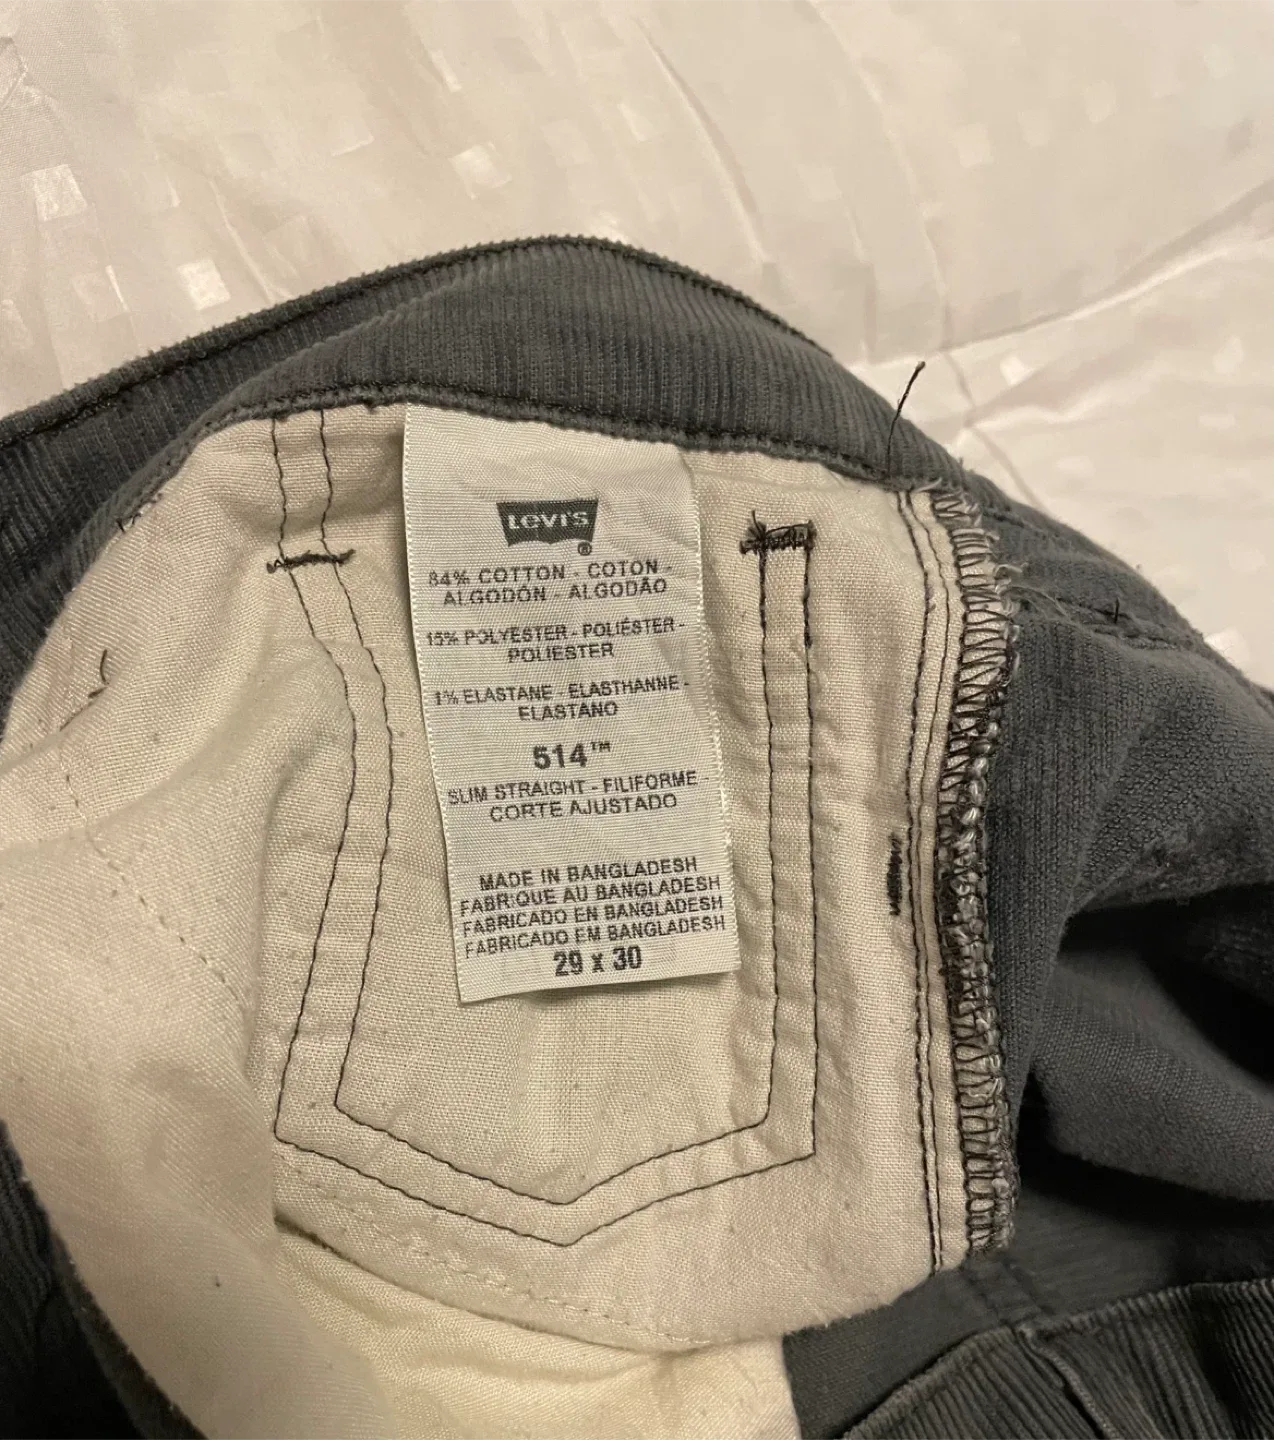 LEVI'S
®
84% COTTON - COTON -
ALGODÓN - ALGODÃO
15% POLYESTER - POLIÉSTER -
POLIESTER
1% ELASTANE - ELASTHANNE -
ELASTANO
514™
SLIM STRAIGHT - FILIFORME -
CORTE AJUSTADO
MADE IN BANGLADESH
FABRIQUE AU BANGLADESH
FABRICADO EN BANGLADESH
FABRICADO EM BANGLADESH
29 x 30